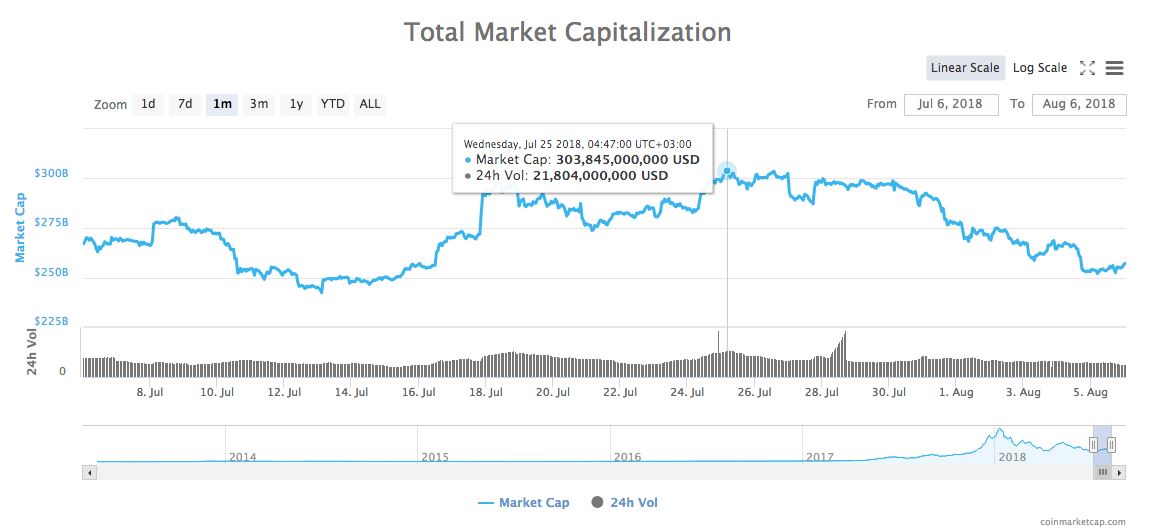 Total Market Capitalization
Linear Scale Log Scale
Zoom 1d 7d 1m 3m 1y YTD ALL From Jul 6, 2018 To Aug 6, 2018
Wednesday, Jul 25 2018, 04:47:00 UTC+03:00
Market Cap: 303,845,000,000 USD
24h Vol: 21,804,000,000 USD
Market Cap
$300B
$275B
$250B
$225B
24h Vol
0
8. Jul 10. Jul 12. Jul 14. Jul 16. Jul 18. Jul 20. Jul 22. Jul 24. Jul 26. Jul 28. Jul 30. Jul 1. Aug 3. Aug 5. Aug
2014 2015 2016 2017 2018
Market Cap 24h Vol
coinmarketcap.com